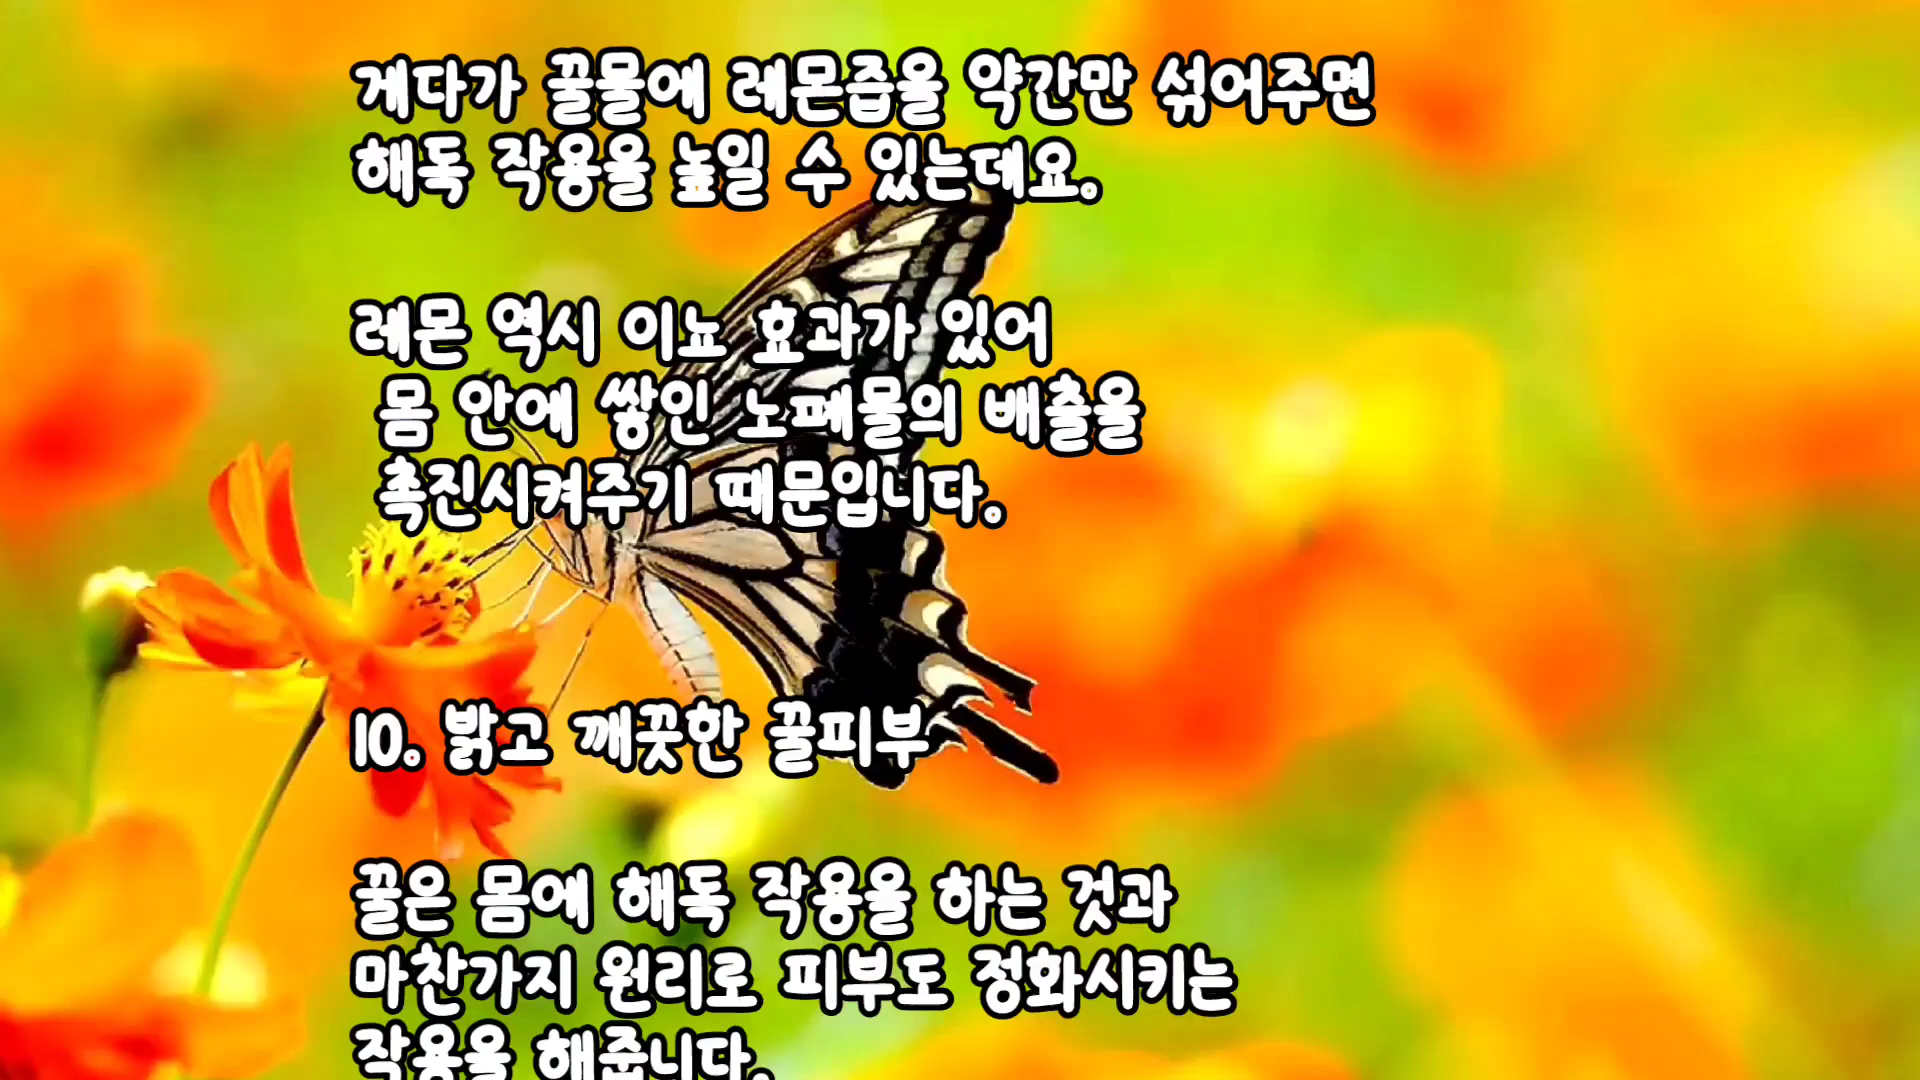 게다가 꿀물에 레몬즙을 약간만 섞어주면
해독 작용을 높일 수 있는데요.
레몬 역시 이뇨 효과가 있어
몸 안에 쌓인 노폐물의 배출을
촉진시켜주기 때문입니다.
10. 밝고 깨끗한 꿀피부
꿀은 몸에 해독 작용을 하는 것과
마찬가지 원리로 피부도 정화시키는
작용을 해줍니다.